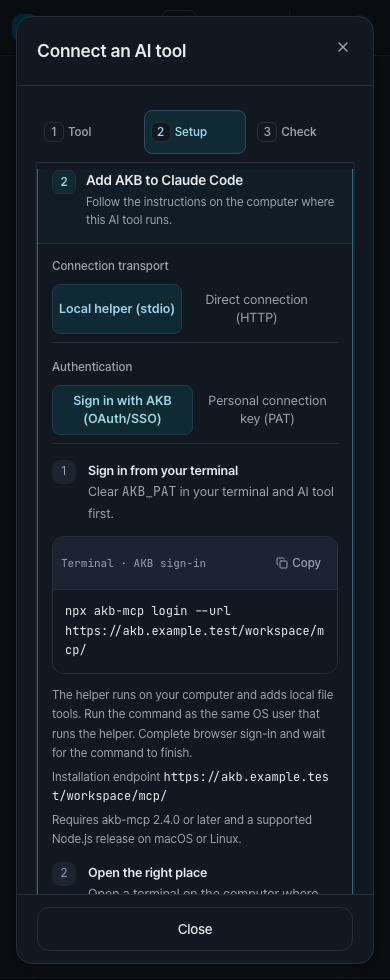 Connect an AI tool
1 Tool
2 Setup
3 Check
2 Add AKB to Claude Code
Follow the instructions on the computer where
this AI tool runs.
Connection transport
Local helper (stdio)
Direct connection
(HTTP)
Authentication
Sign in with AKB
(OAuth/SSO)
Personal connection
key (PAT)
1 Sign in from your terminal
Clear AKB_PAT in your terminal and AI tool
first.
Terminal · AKB sign-in
Copy
npx akb-mcp login --url
https://akb.example.test/workspace/m
cp/
The helper runs on your computer and adds local file
tools. Run the command as the same OS user that
runs the helper. Complete browser sign-in and wait
for the command to finish.
Installation endpoint https://akb.example.tes
t/workspace/mcp/
Requires akb-mcp 2.4.0 or later and a supported
Node.js release on macOS or Linux.
2 Open the right place
Open a terminal on the computer where
Close